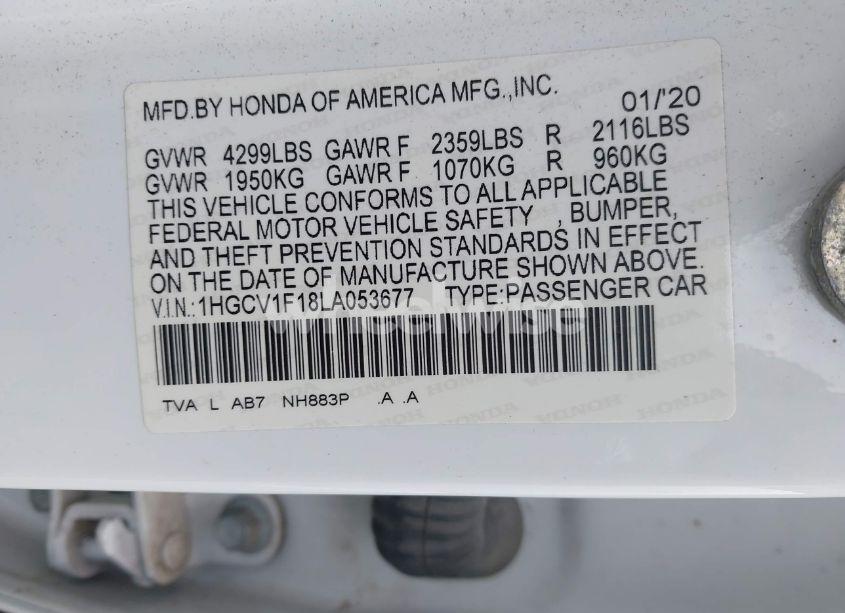 MFD.BY HONDA OF AMERICA MFG.,INC. 01/'20
GVWR 4299LBS GAWR F 2359LBS R 2116LBS
GVWR 1950KG GAWR F 1070KG R 960KG
THIS VEHICLE CONFORMS TO ALL APPLICABLE
FEDERAL MOTOR VEHICLE SAFETY , BUMPER,
AND THEFT PREVENTION STANDARDS IN EFFECT
ON THE DATE OF MANUFACTURE SHOWN ABOVE.
V.I.N.:1HGCV1F18LA053677 TYPE:PASSENGER CAR
wheelwise
TVA L AB7 NH883P .A .A